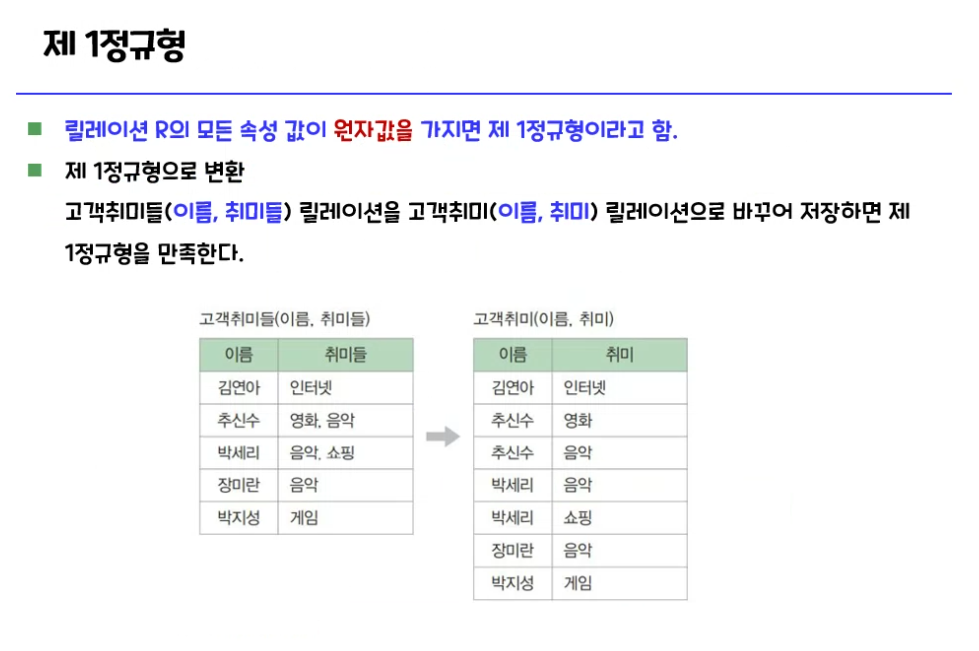 제 1정규형
릴레이션 R의 모든 속성 값이 원자값을 가지면 제 1정규형이라고 함.
제 1정규형으로 변환
고객취미들(이름, 취미들) 릴레이션을 고객취미(이름, 취미) 릴레이션으로 바꾸어 저장하면 제
1정규형을 만족한다.
고객취미들(이름, 취미들)
이름 취미들
김연아 인터넷
추신수 영화, 음악
박세리 음악, 쇼핑
장미란 음악
박지성 게임
고객취미(이름, 취미)
이름 취미
김연아 인터넷
추신수 영화
추신수 음악
박세리 음악
박세리 쇼핑
장미란 음악
박지성 게임